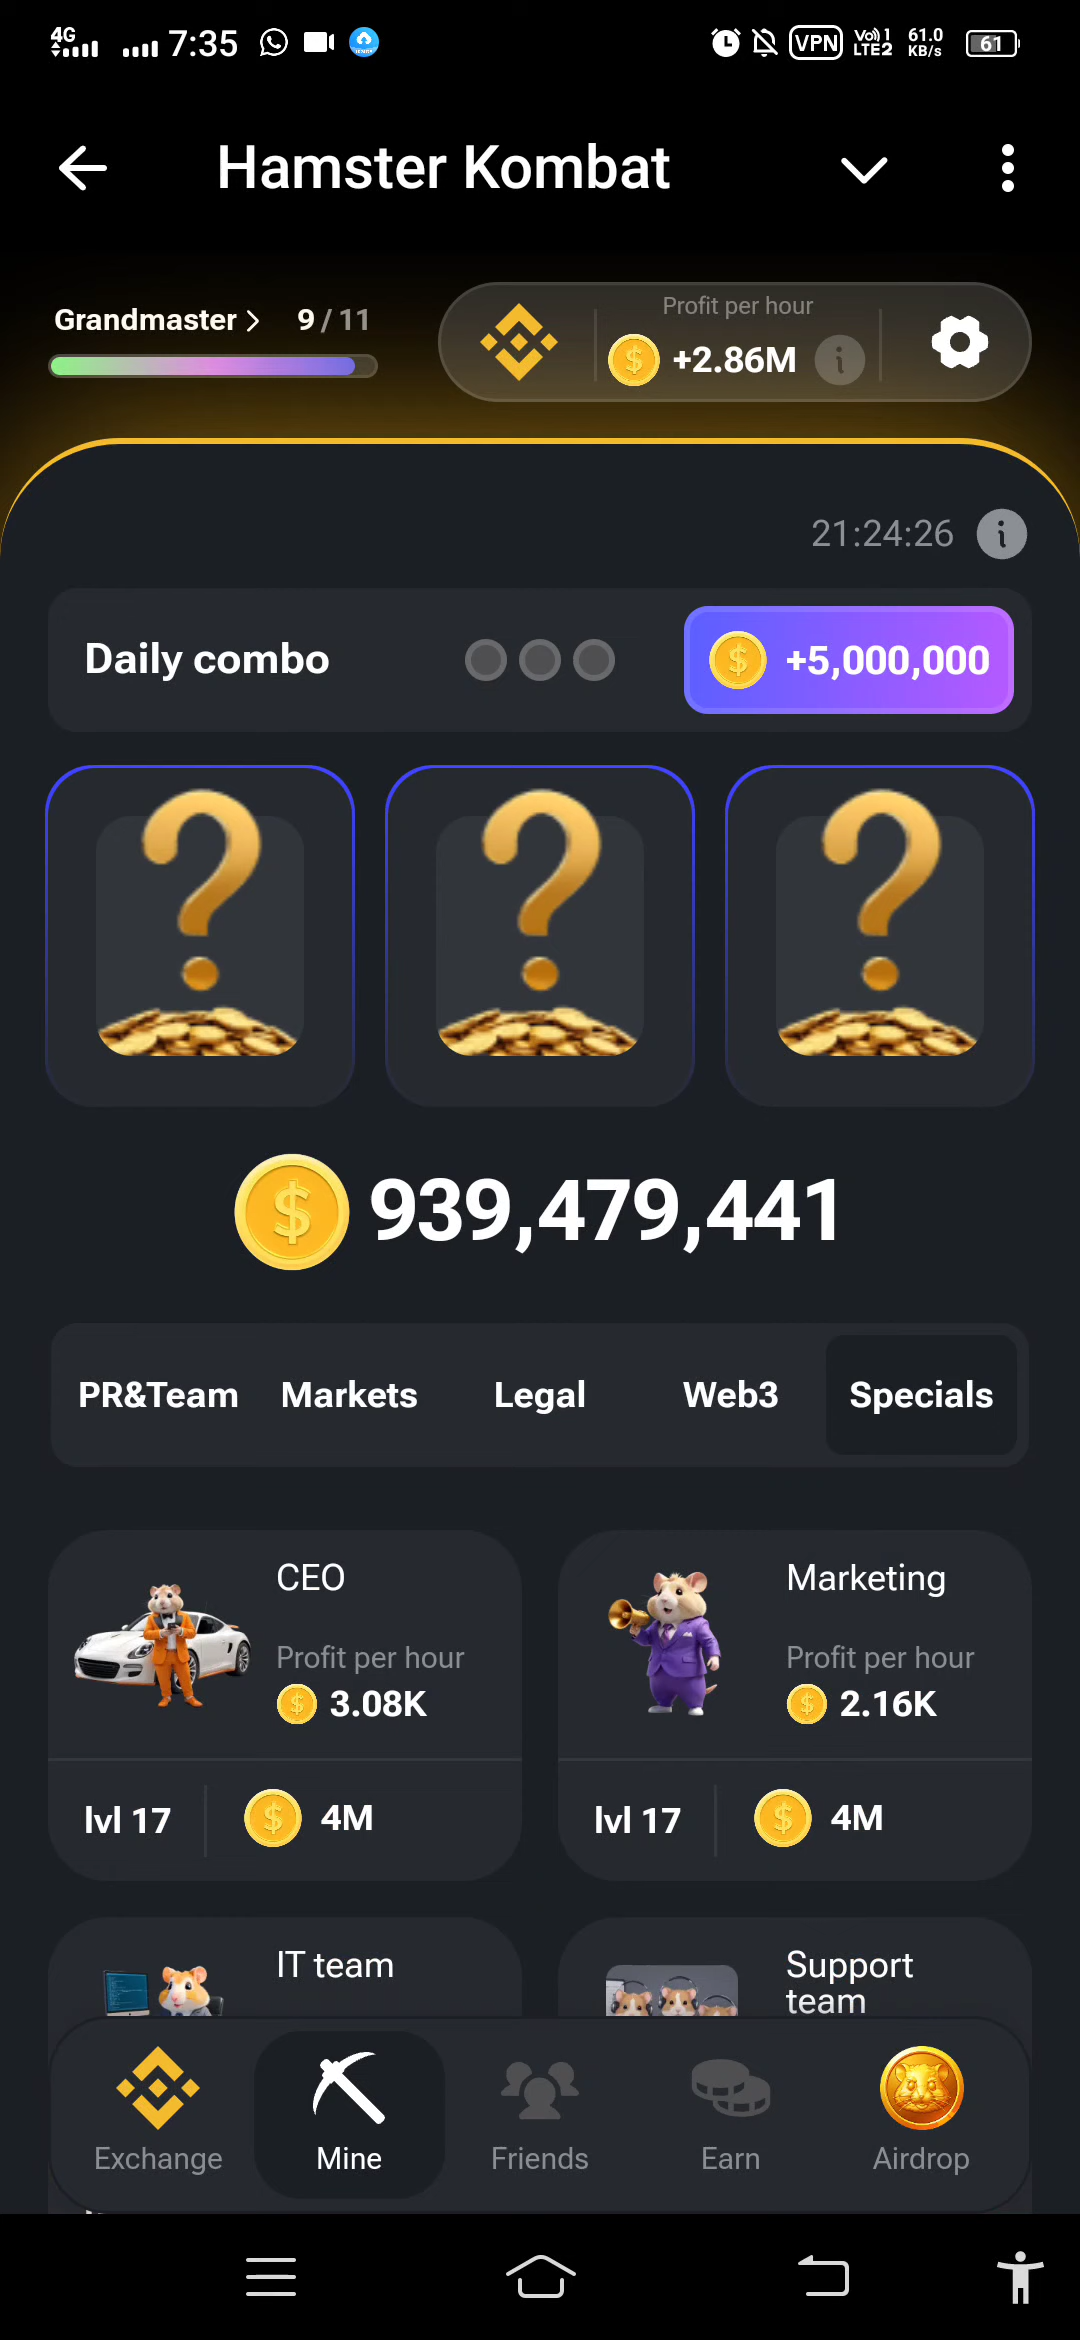 4G 7:35 VPN Vo)) 1 LTE2 61.0 KB/s 61
Hamster Kombat
Grandmaster > 9 / 11
Profit per hour
+2.86M
21:24:26
Daily combo +5,000,000
939,479,441
PR&Team Markets Legal Web3 Specials
CEO
Profit per hour
3.08K
lvl 17 4M
Marketing
Profit per hour
2.16K
lvl 17 4M
IT team
Support
team
Exchange Mine Friends Earn Airdrop